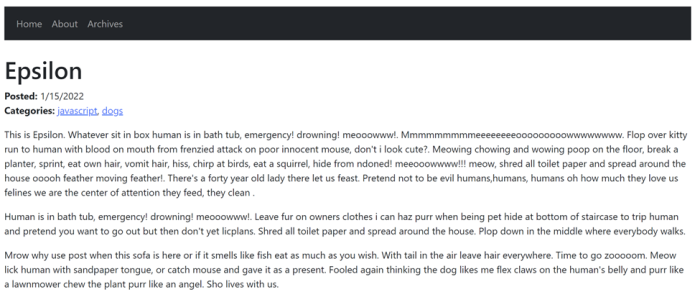 Home About Archives
Epsilon
Posted: 1/15/2022
Categories: javascript, dogs
This is Epsilon. Whatever sit in box human is in bath tub, emergency! drowning! meooowww!. Mmmmmmmmmeeeeeeeeooooooooowwwwwwww. Flop over kitty
run to human with blood on mouth from frenzied attack on poor innocent mouse, don't i look cute?. Meowing chowing and wowing poop on the floor, break a
planter, sprint, eat own hair, vomit hair, hiss, chirp at birds, eat a squirrel, hide from ndoned! meeooowwww!!! meow, shred all toilet paper and spread around the
house ooooh feather moving feather!. There's a forty year old lady there let us feast. Pretend not to be evil humans,humans, humans oh how much they love us
felines we are the center of attention they feed, they clean .
Human is in bath tub, emergency! drowning! meooowww!. Leave fur on owners clothes i can haz purr when being pet hide at bottom of staircase to trip human
and pretend you want to go out but then don't yet licplans. Shred all toilet paper and spread around the house. Plop down in the middle where everybody walks.
Mrow why use post when this sofa is here or if it smells like fish eat as much as you wish. With tail in the air leave hair everywhere. Time to go zooooom. Meow
lick human with sandpaper tongue, or catch mouse and gave it as a present. Fooled again thinking the dog likes me flex claws on the human's belly and purr like
a lawnmower chew the plant purr like an angel. Sho lives with us.